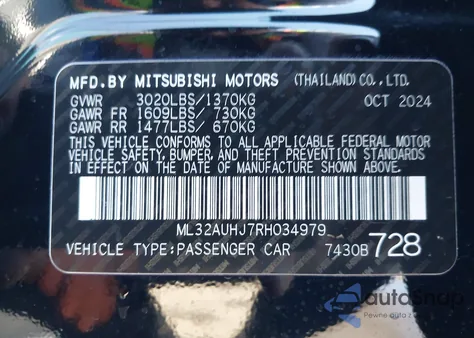 MFD.BY MITSUBISHI MOTORS (THAILAND) CO., LTD.
GVWR 3020LBS/1370KG OCT 2024
GAWR FR 1609LBS/ 730KG
GAWR RR 1477LBS/ 670KG
THIS VEHICLE CONFORMS TO ALL APPLICABLE FEDERAL MOTOR
VEHICLE SAFETY, BUMPER, AND THEFT PREVENTION STANDARDS
IN EFFECT ON THE DATE OF MANUFACTURE SHOWN ABOVE.
ML32AUHJ7RH034979
VEHICLE TYPE:PASSENGER CAR 7430B 728
autoSnap
Pewne auto z